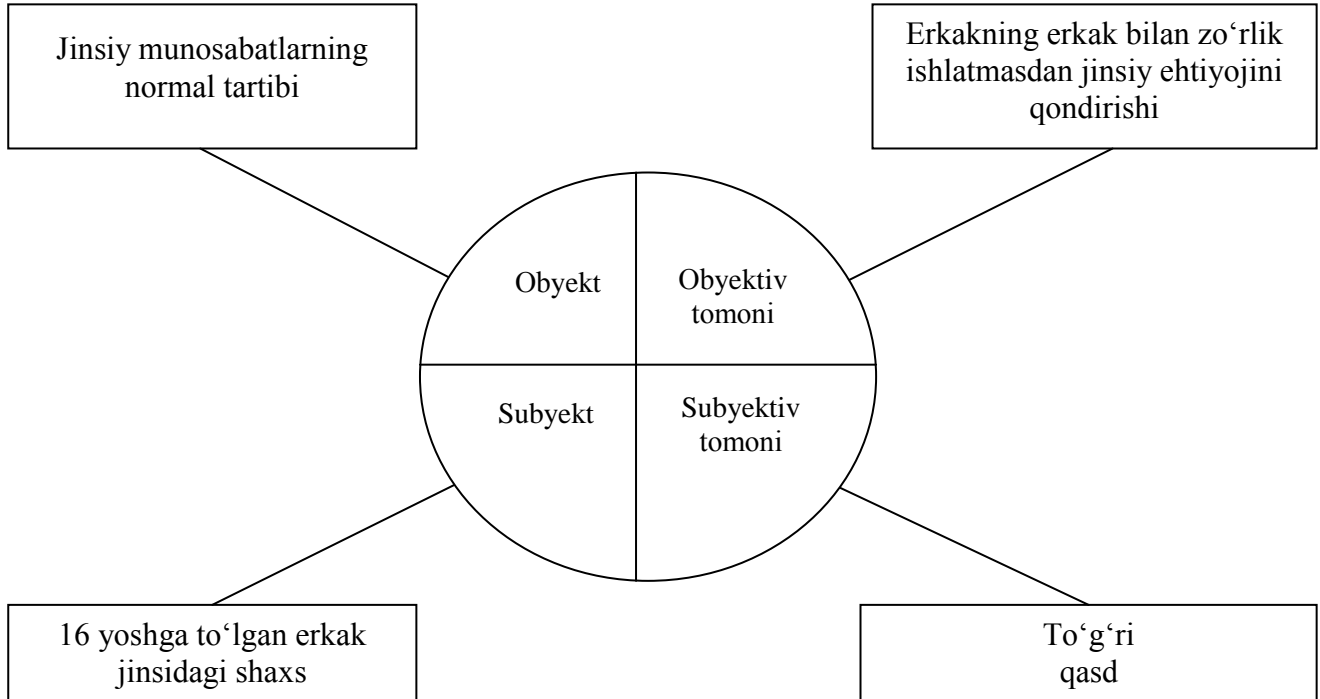 Jinsiy munosabatlarning
normal tartibi
Erkakning erkak bilan zo‘rlik
ishlatmasdan jinsiy ehtiyojini
qondirishi
Obyekt
Obyektiv
tomoni
Subyekt
Subyektiv
tomoni
16 yoshga to‘lgan erkak
jinsidagi shaxs
To‘g‘ri
qasd